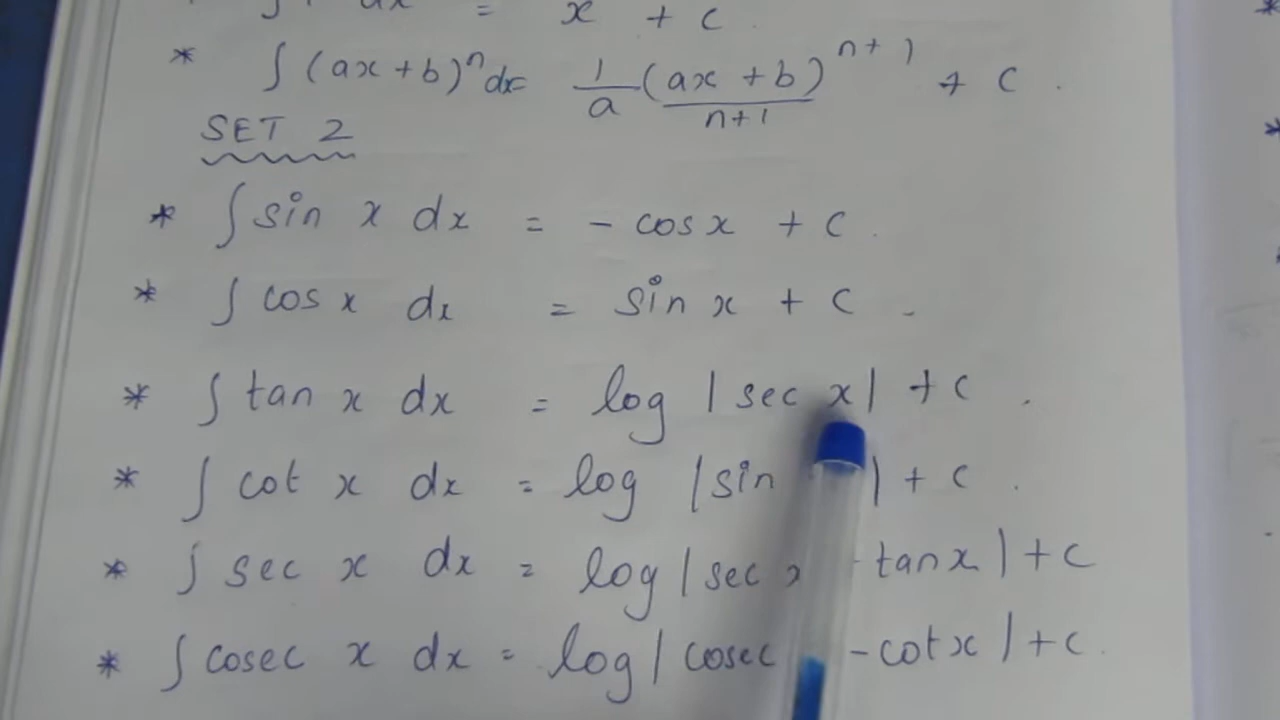 dx = x + c
* ∫(ax+b)ⁿ dx = 1/a (ax+b)ⁿ⁺¹/n+1 + c .
SET 2
* ∫ sin x dx = - cos x + c .
* ∫ cos x dx = sin x + c .
* ∫ tan x dx = log |sec x| + c .
* ∫ cot x dx = log |sin | + c .
* ∫ sec x dx = log |sec x tan x| + c
* ∫ cosec x dx = log |cosec - cot x| + c .